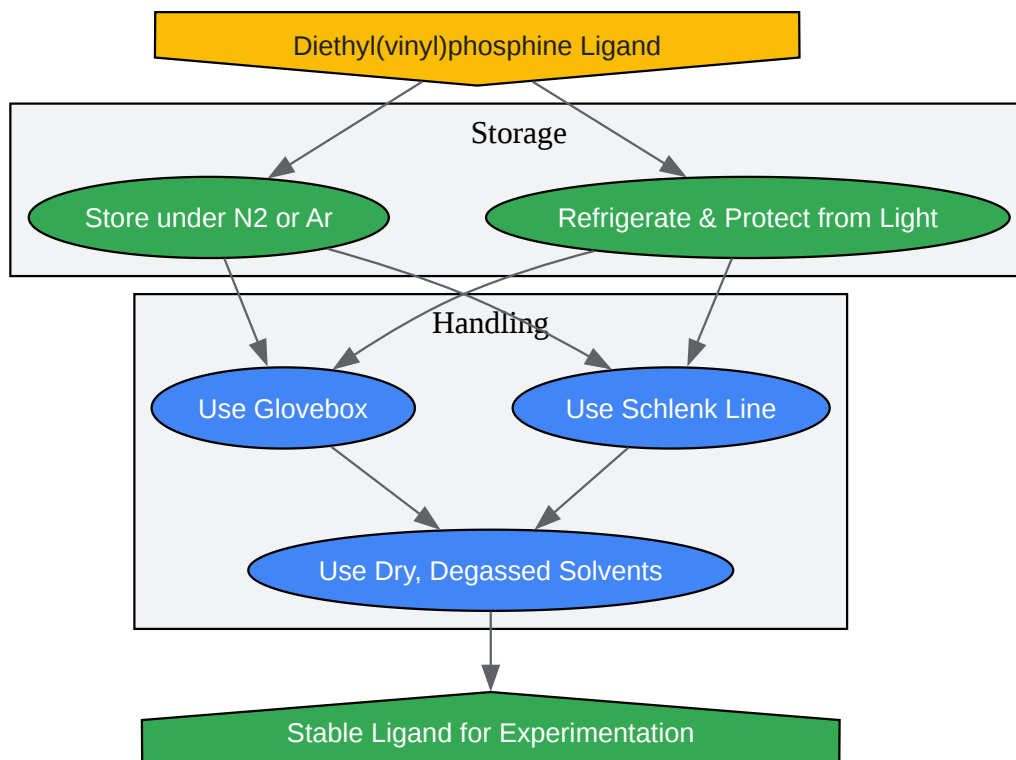 Diethyl(vinyl)phosphine Ligand
Storage
Store under N2 or Ar
Refrigerate & Protect from Light
Handling
Use Glovebox
Use Schlenk Line
Use Dry, Degassed Solvents
Stable Ligand for Experimentation